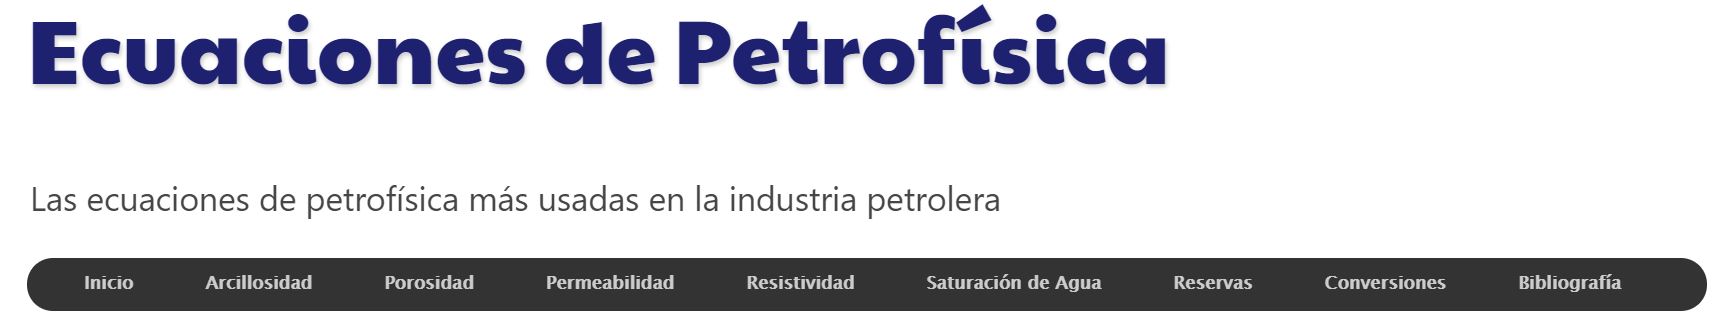 Ecuaciones de Petrofísica
Las ecuaciones de petrofísica más usadas en la industria petrolera
Inicio Arcillosidad Porosidad Permeabilidad Resistividad Saturación de Agua Reservas Conversiones Bibliografía